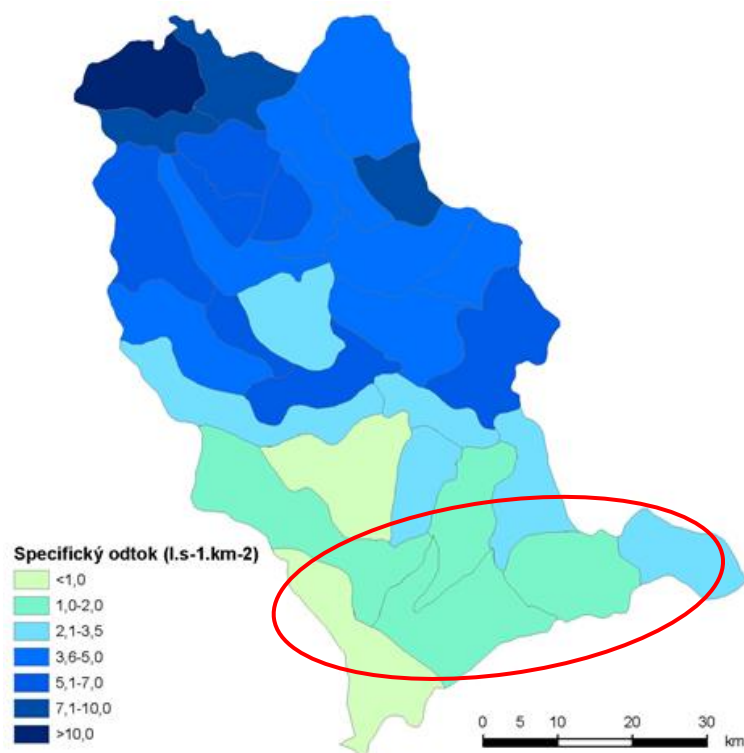 Specifický odtok (l.s-1.km-2)
<1,0
1,0-2,0
2,1-3,5
3,6-5,0
5,1-7,0
7,1-10,0
>10,0
0 5 10 20 30
km